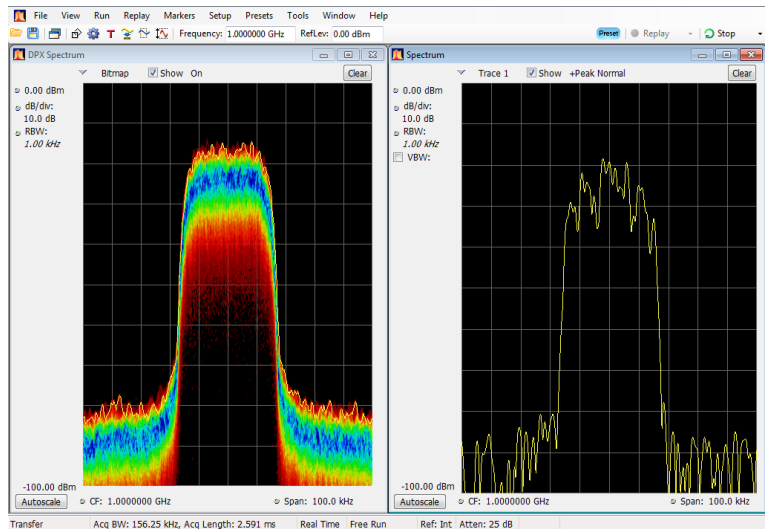 File View Run Replay Markers Setup Presets Tools Window Help
T Frequency: 1.0000000 GHz RefLev: 0.00 dBm Preset Replay Stop
DPX Spectrum
Bitmap Show On Clear
0.00 dBm
dB/div:
10.0 dB
RBW:
1.00 kHz
-100.00 dBm
Autoscale CF: 1.0000000 GHz Span: 100.0 kHz
Spectrum
Trace 1 Show +Peak Normal Clear
0.00 dBm
dB/div:
10.0 dB
RBW:
1.00 kHz
VBW:
-100.00 dBm
Autoscale CF: 1.0000000 GHz Span: 100.0 kHz
Transfer Acq BW: 156.25 kHz, Acq Length: 2.591 ms Real Time Free Run Ref: Int Atten: 25 dB